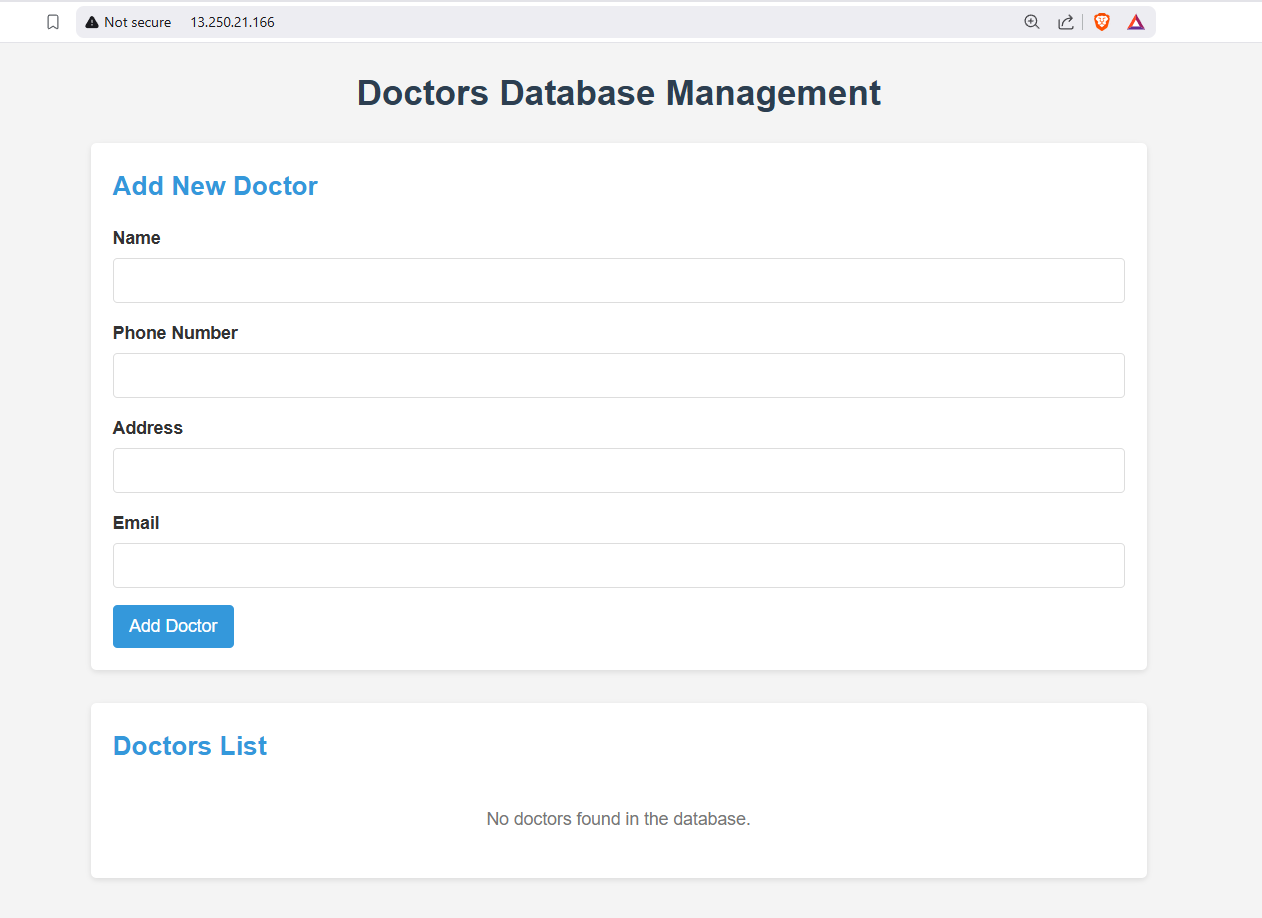 Not secure 13.250.21.166
Doctors Database Management
Add New Doctor
Name
Phone Number
Address
Email
Add Doctor
Doctors List
No doctors found in the database.